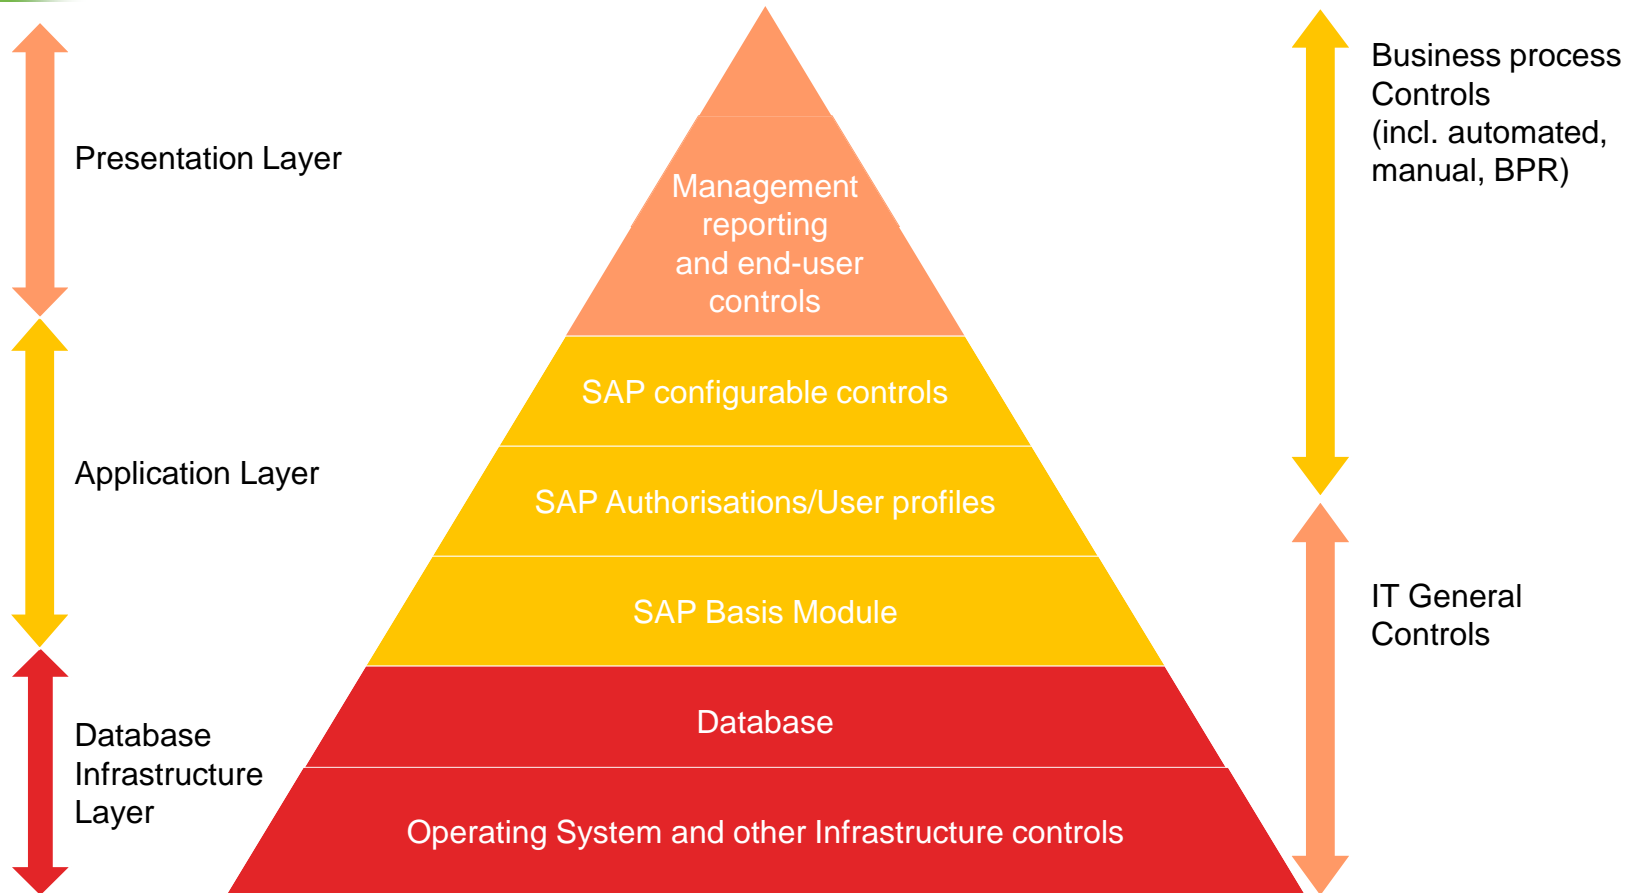 Presentation Layer
Application Layer
Database
Infrastructure
Layer
Management
reporting
and end-user
controls
SAP configurable controls
SAP Authorisations/User profiles
SAP Basis Module
Database
Operating System and other Infrastructure controls
Business process
Controls
(incl. automated,
manual, BPR)
IT General
Controls